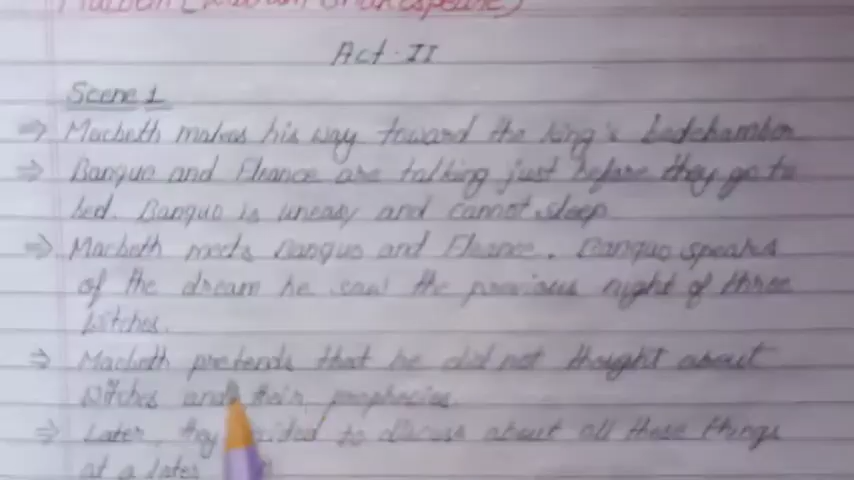 Macbeth (William Shakespeare)
Act-II
Scene 1
⇒ Macbeth makes his way toward the king's bedchamber
⇒ Banquo and Fleance are talking just before they go to
bed. Banquo is uneasy and cannot sleep
⇒ Macbeth meets Banquo and Fleance. Banquo speaks
of the dream he saw the previous night of three
witches.
⇒ Macbeth pretends that he did not thought about
witches and their prophecies.
⇒ Later, they to discuss about all these things
at a later